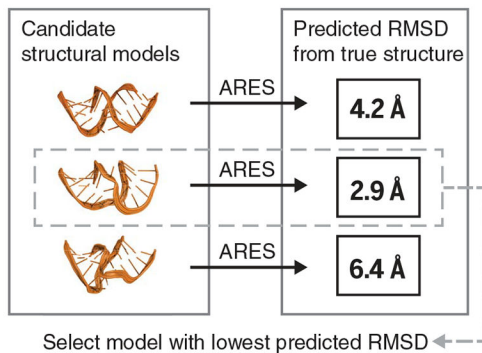 Candidate
structural models
Predicted RMSD
from true structure
ARES
4.2 Å
ARES
2.9 Å
ARES
6.4 Å
Select model with lowest predicted RMSD